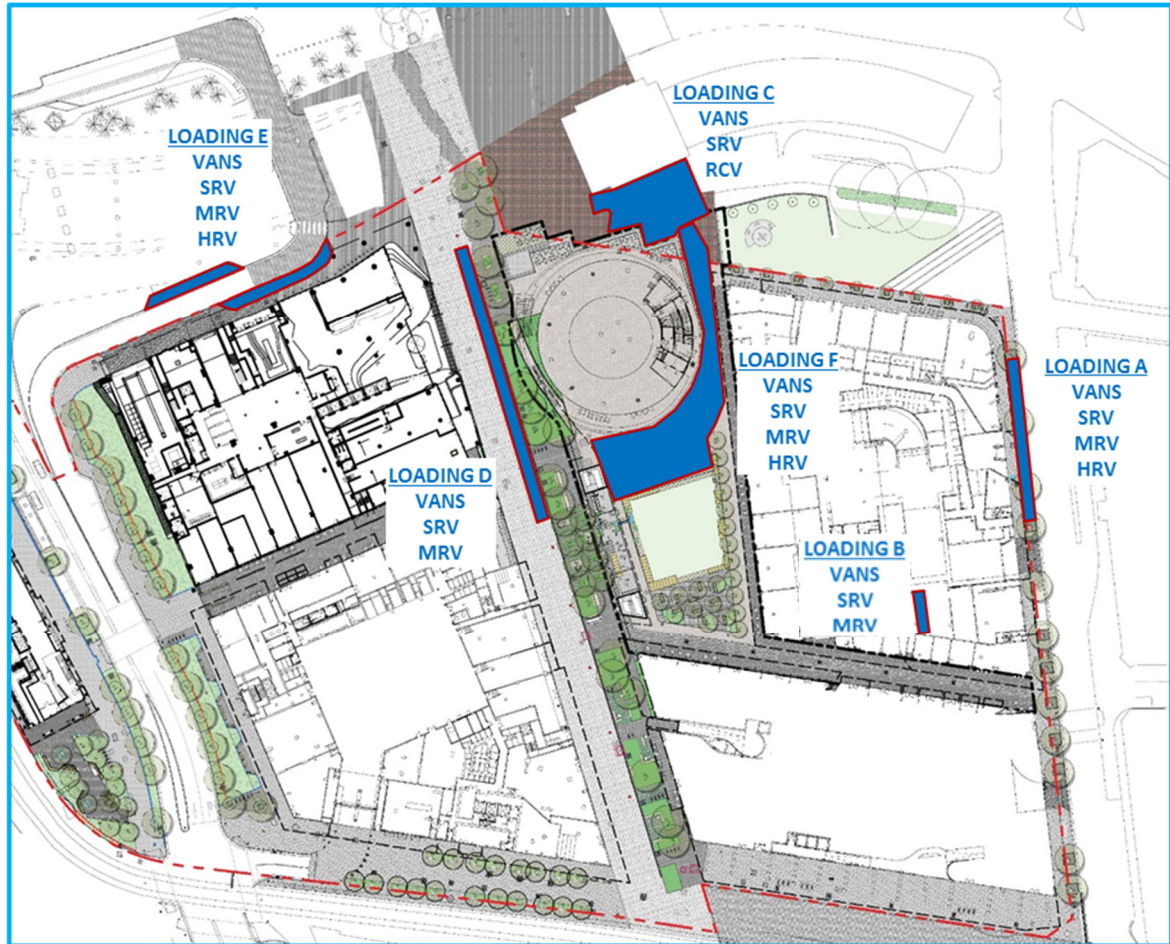 LOADING C
VANS
SRV
RCV
LOADING E
VANS
SRV
MRV
HRV
LOADING F
VANS
SRV
MRV
HRV
LOADING A
VANS
SRV
MRV
HRV
LOADING D
VANS
SRV
MRV
LOADING B
VANS
SRV
MRV